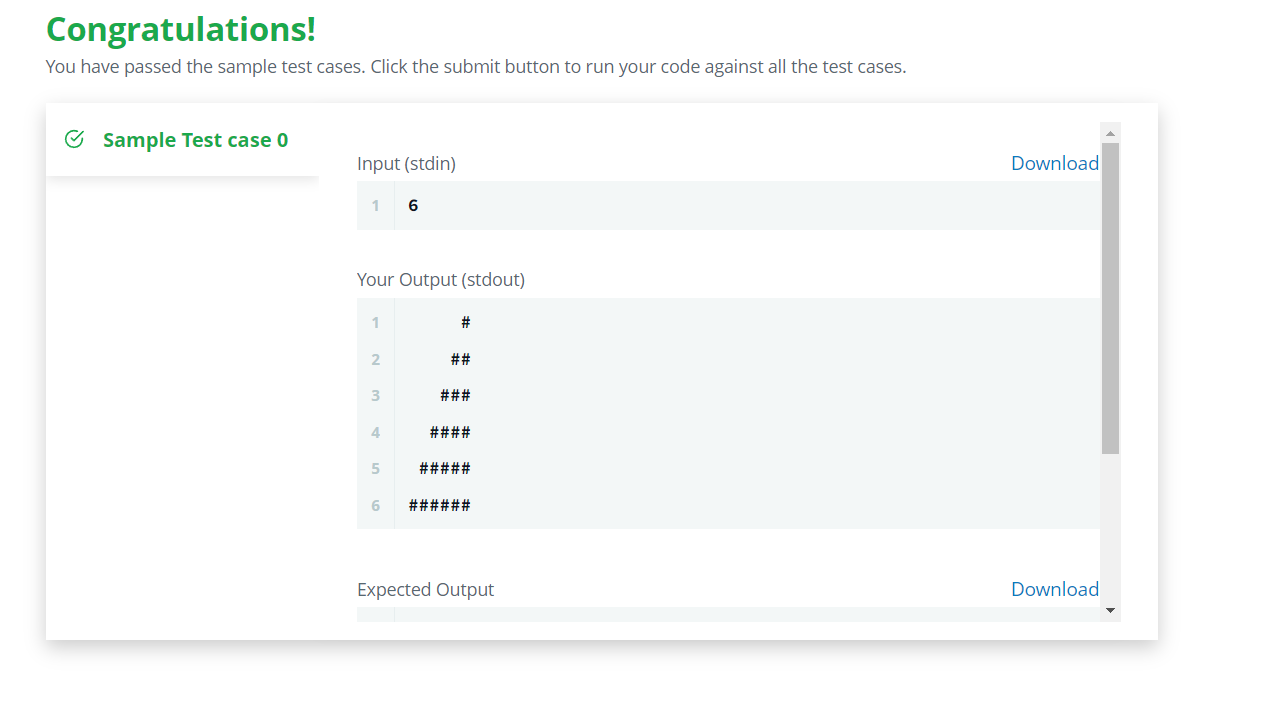 Congratulations!
You have passed the sample test cases. Click the submit button to run your code against all the test cases.
Sample Test case 0
Input (stdin)
Download
1 6
Your Output (stdout)
1      #
2     ##
3    ###
4   ####
5  #####
6 ######
Expected Output
Download